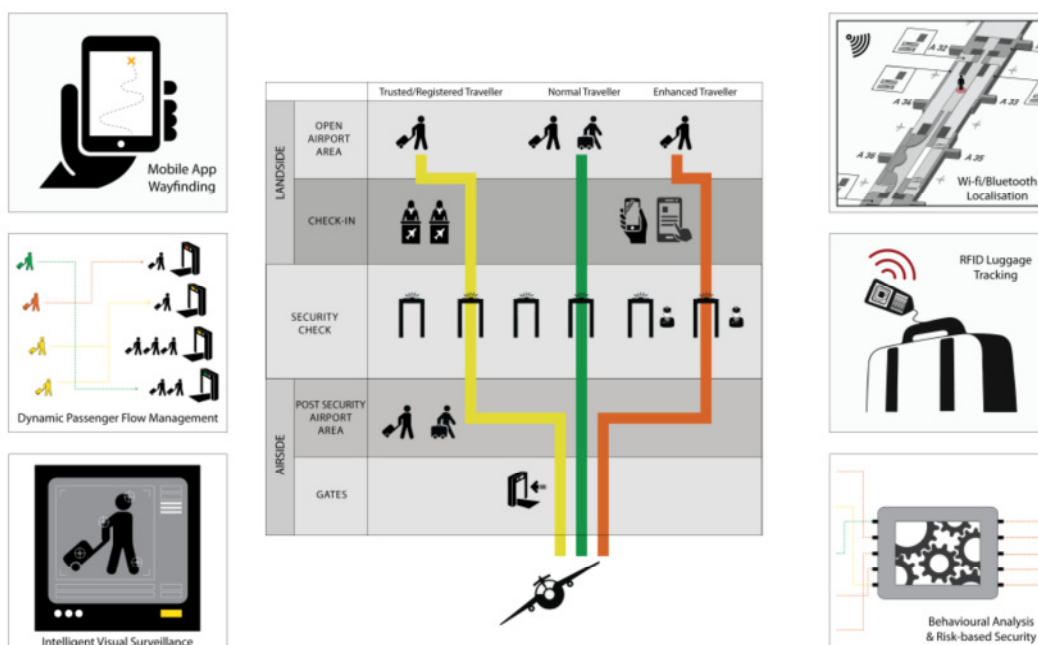 Mobile App
Wayfinding
Dynamic Passenger Flow Management
Intelligent Visual Surveillance
Trusted/Registered Traveller
Normal Traveller
Enhanced Traveller
LANDSIDE
OPEN
AIRPORT
AREA
CHECK-IN
SECURITY
CHECK
AIRSIDE
POST SECURITY
AIRPORT
AREA
GATES
A 32
A 34
A 33
A 36
A 35
Wi-fi/Bluetooth
Localisation
RFID Luggage
Tracking
Behavioural Analysis
& Risk-based Security